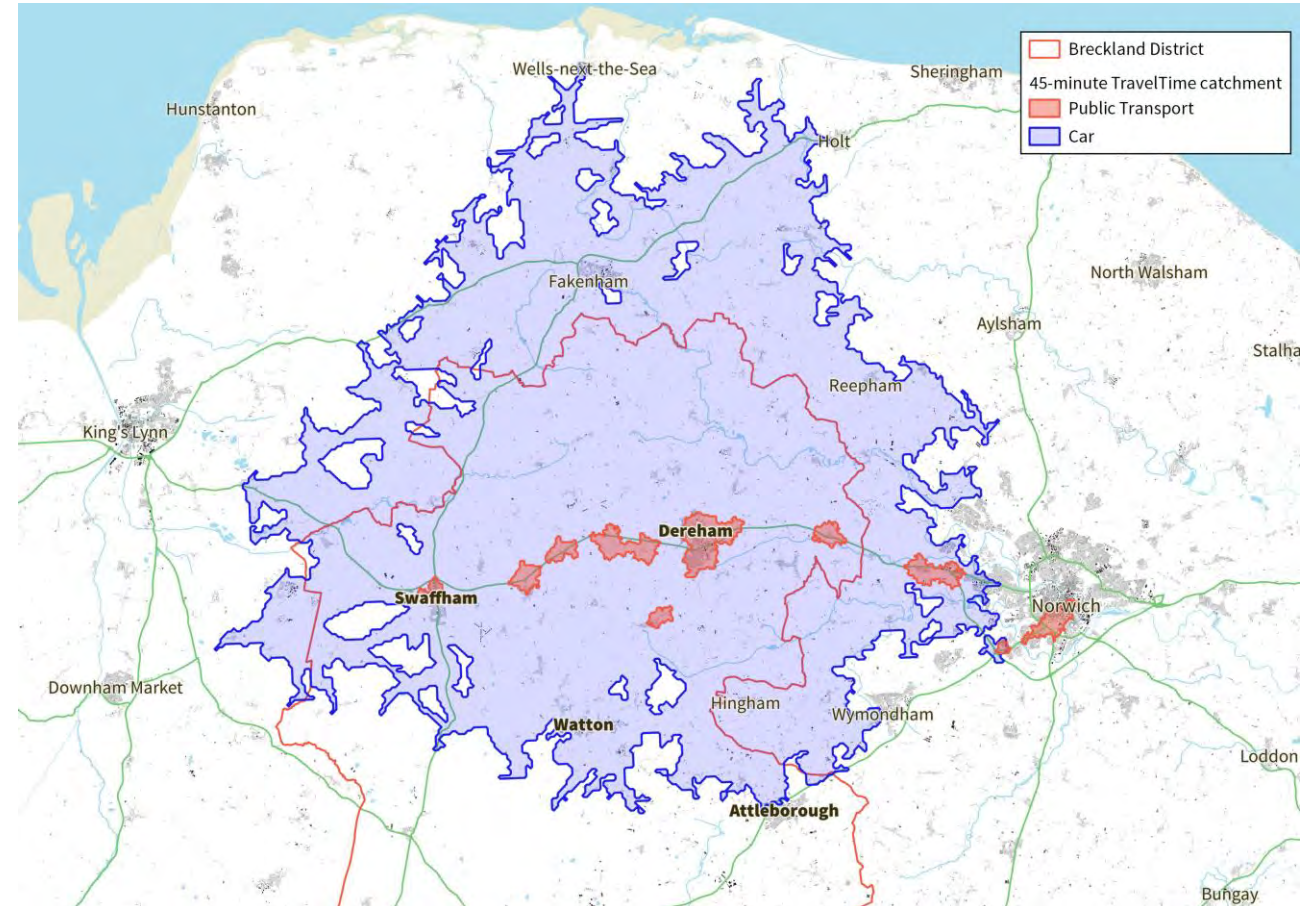 Wells-next-the-Sea
Sheringham
Hunstanton
Holt
Breckland District
45-minute TravelTime catchment
Public Transport
Car
North Walsham
Fakenham
Aylsham
Stalha
Reepham
King's Lynn
Dereham
Swaffham
Norwich
Downham Market
Hingham
Wymondham
Watton
Loddon
Attleborough
Bungay